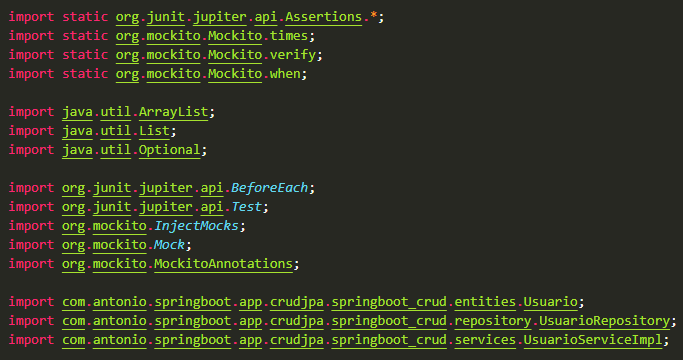 import static org.junit.jupiter.api.Assertions.*;
import static org.mockito.Mockito.times;
import static org.mockito.Mockito.verify;
import static org.mockito.Mockito.when;
import java.util.ArrayList;
import java.util.List;
import java.util.Optional;
import org.junit.jupiter.api.BeforeEach;
import org.junit.jupiter.api.Test;
import org.mockito.InjectMocks;
import org.mockito.Mock;
import org.mockito.MockitoAnnotations;
import com.antonio.springboot.app.crudjpa.springboot_crud.entities.Usuario;
import com.antonio.springboot.app.crudjpa.springboot_crud.repository.UsuarioRepository;
import com.antonio.springboot.app.crudjpa.springboot_crud.services.UsuarioServiceImpl;